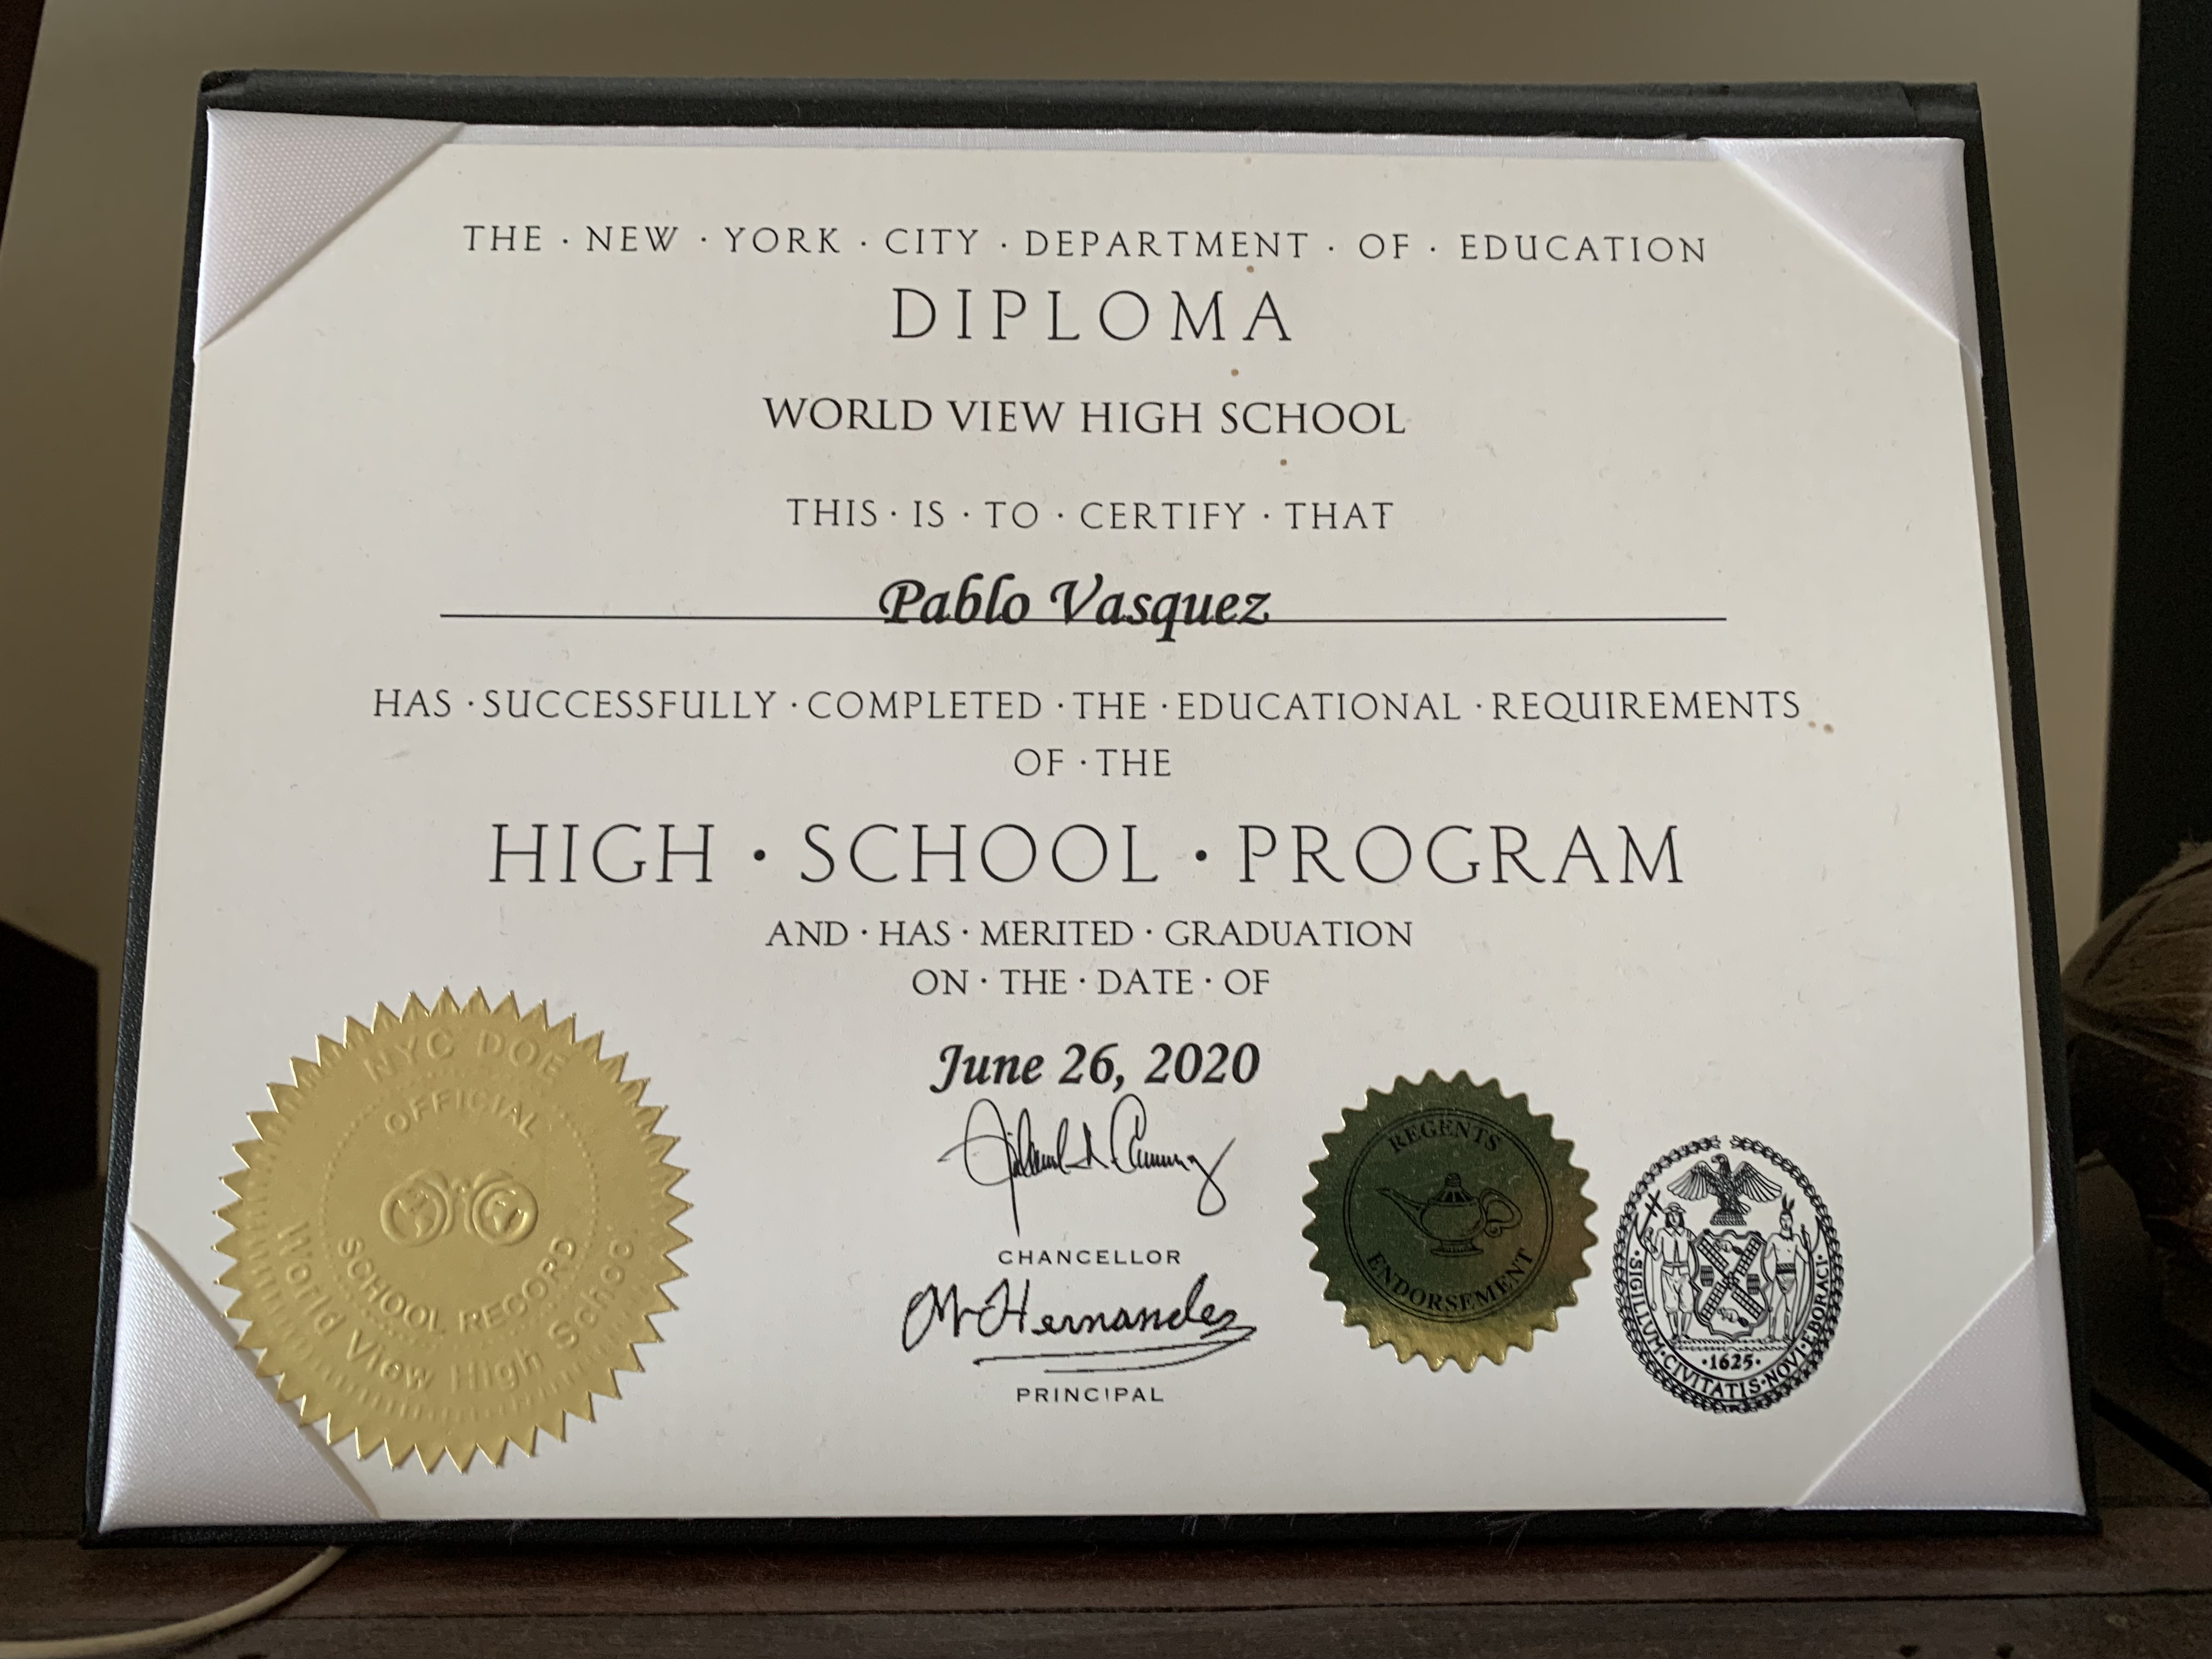 THE · NEW · YORK · CITY · DEPARTMENT · OF · EDUCATION
DIPLOMA
WORLD VIEW HIGH SCHOOL
THIS · IS · TO · CERTIFY · THAT
Pablo Vasquez
HAS · SUCCESSFULLY · COMPLETED · THE · EDUCATIONAL · REQUIREMENTS
OF · THE
HIGH · SCHOOL · PROGRAM
AND · HAS · MERITED · GRADUATION
ON · THE · DATE · OF
June 26, 2020
CHANCELLOR
Hernandez
PRINCIPAL
NYC DOE
OFFICIAL
SCHOOL RECORD
World View High School
REGENTS
ENDORSEMENT
· SIGILLUM · CIVITATIS · NOVI · EBORACI ·
· 1625 ·